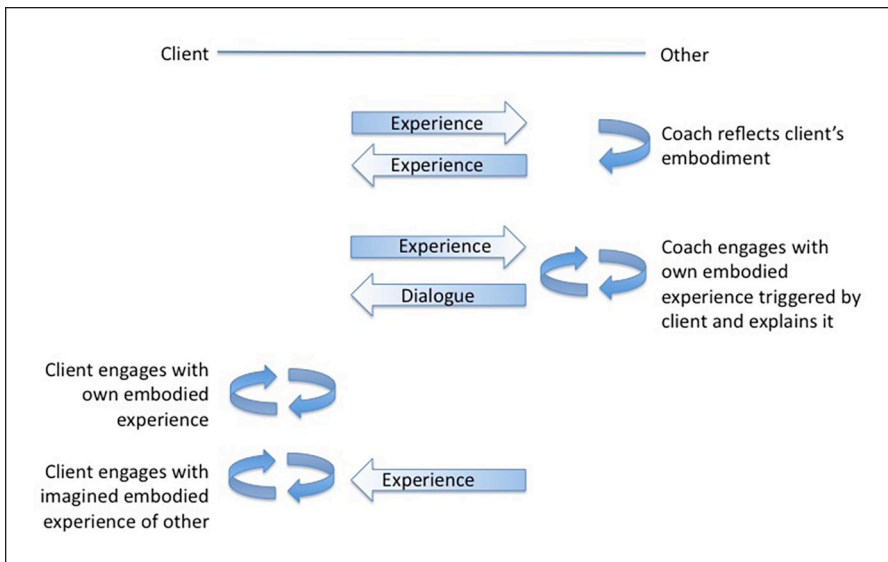 Client
Other
Experience
Experience
Coach reflects client's
embodiment
Experience
Dialogue
Coach engages with
own embodied
experience triggered by
client and explains it
Client engages with
own embodied
experience
Client engages with
imagined embodied
experience of other
Experience